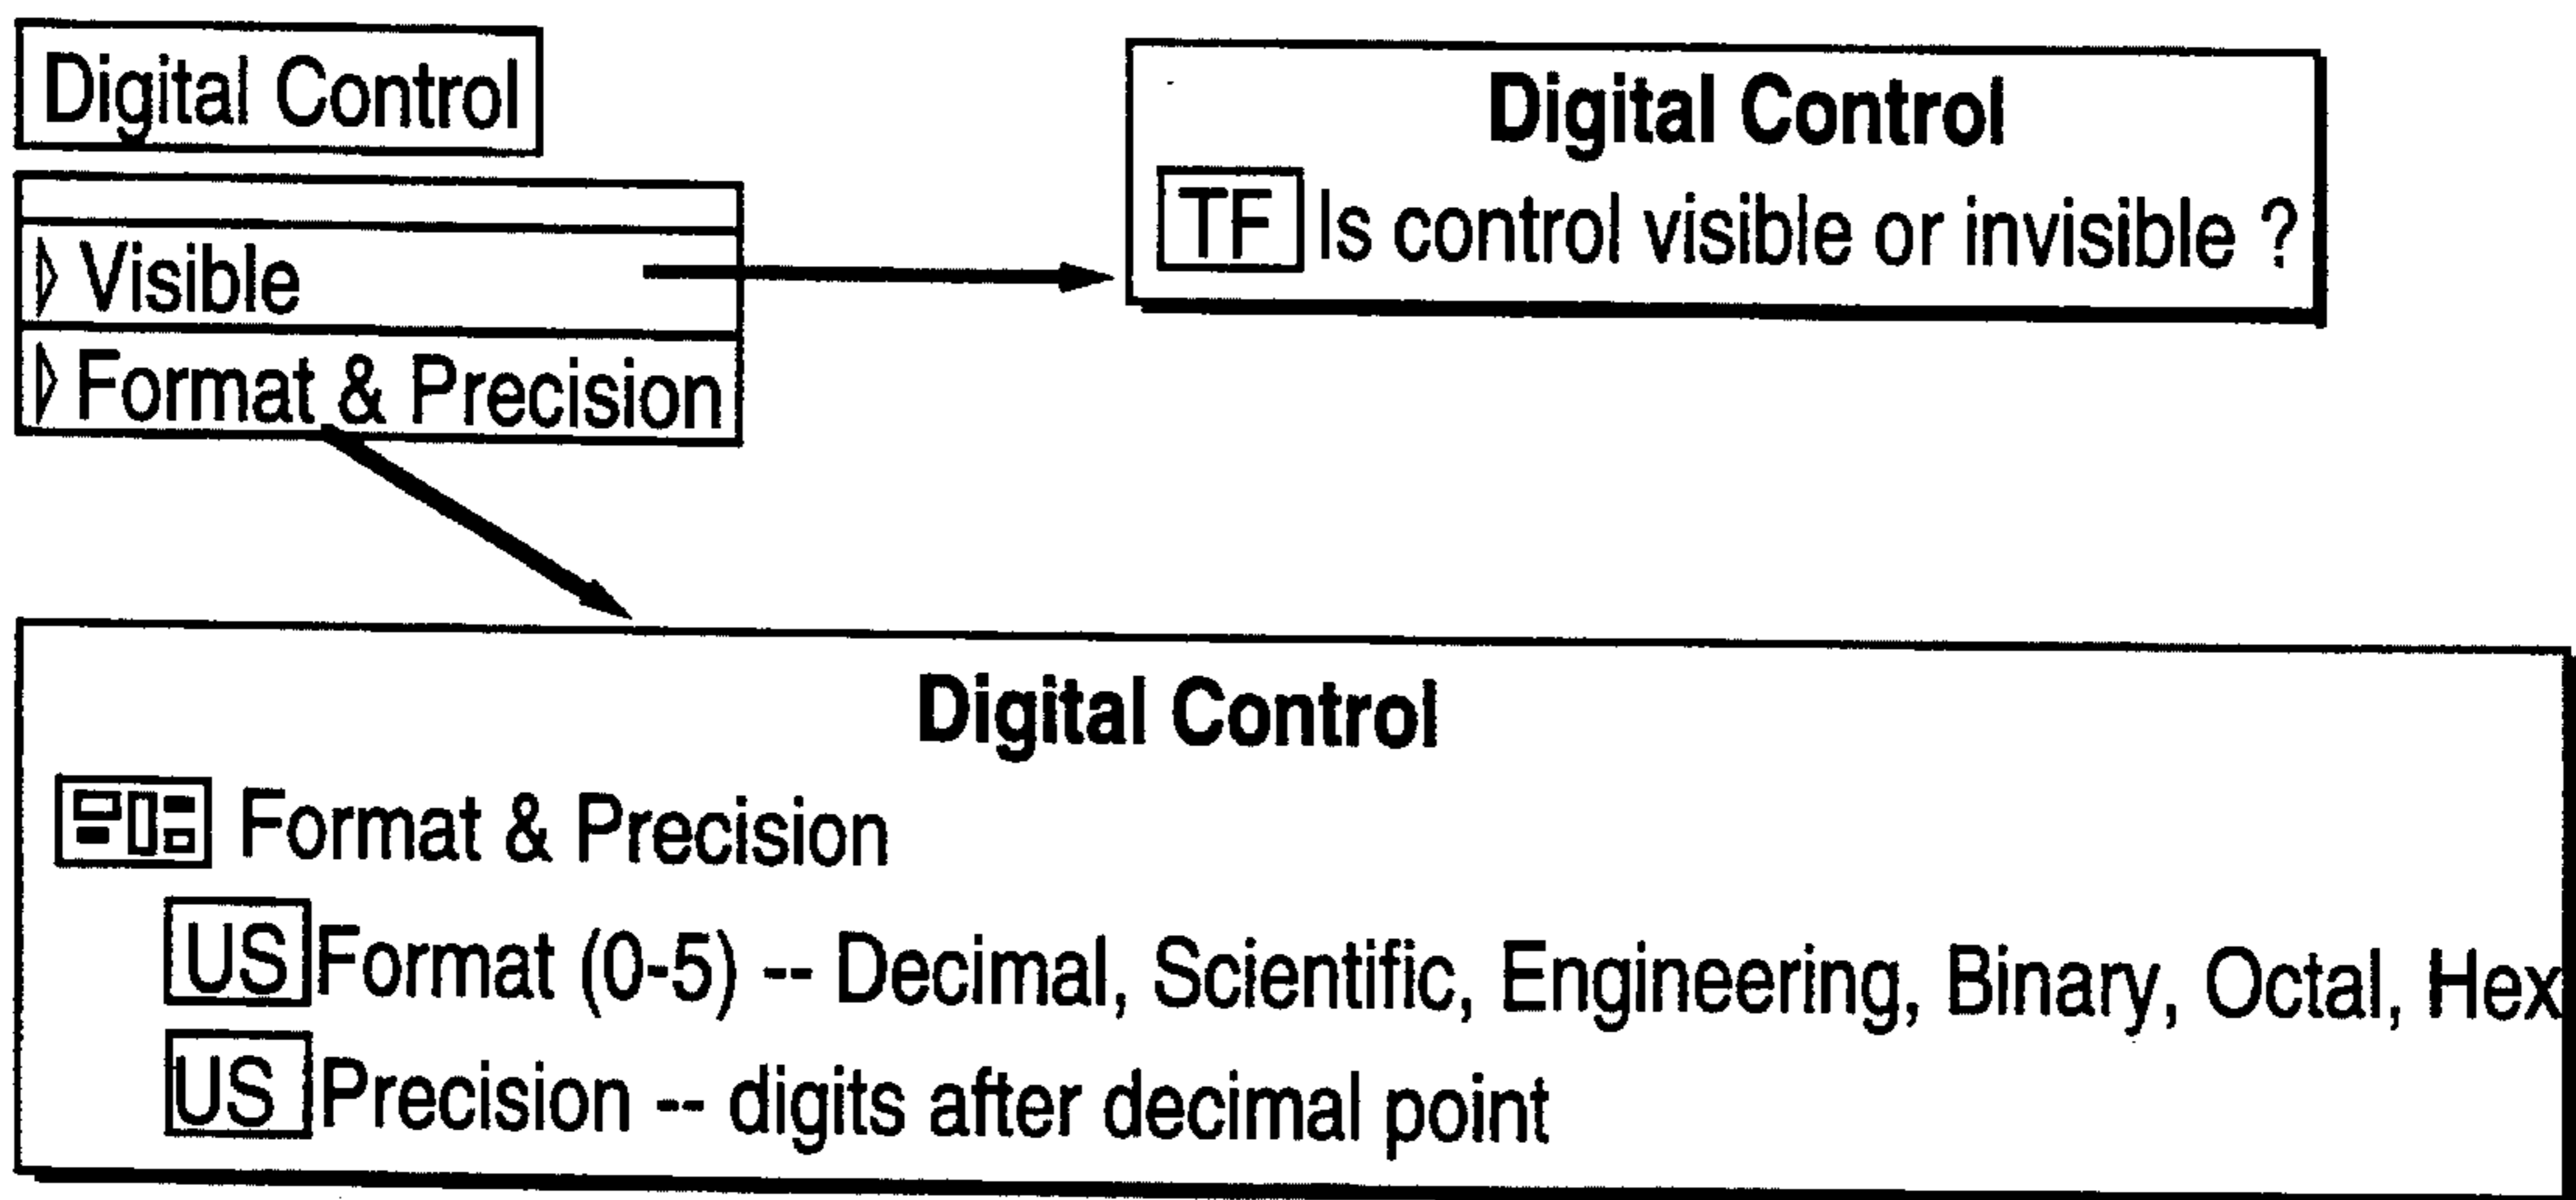 Digital Control
Visible
Format & Precision
Digital Control
TF Is control visible or invisible ?
Digital Control
Format & Precision
US Format (0-5) -- Decimal, Scientific, Engineering, Binary, Octal, Hex
US Precision -- digits after decimal point